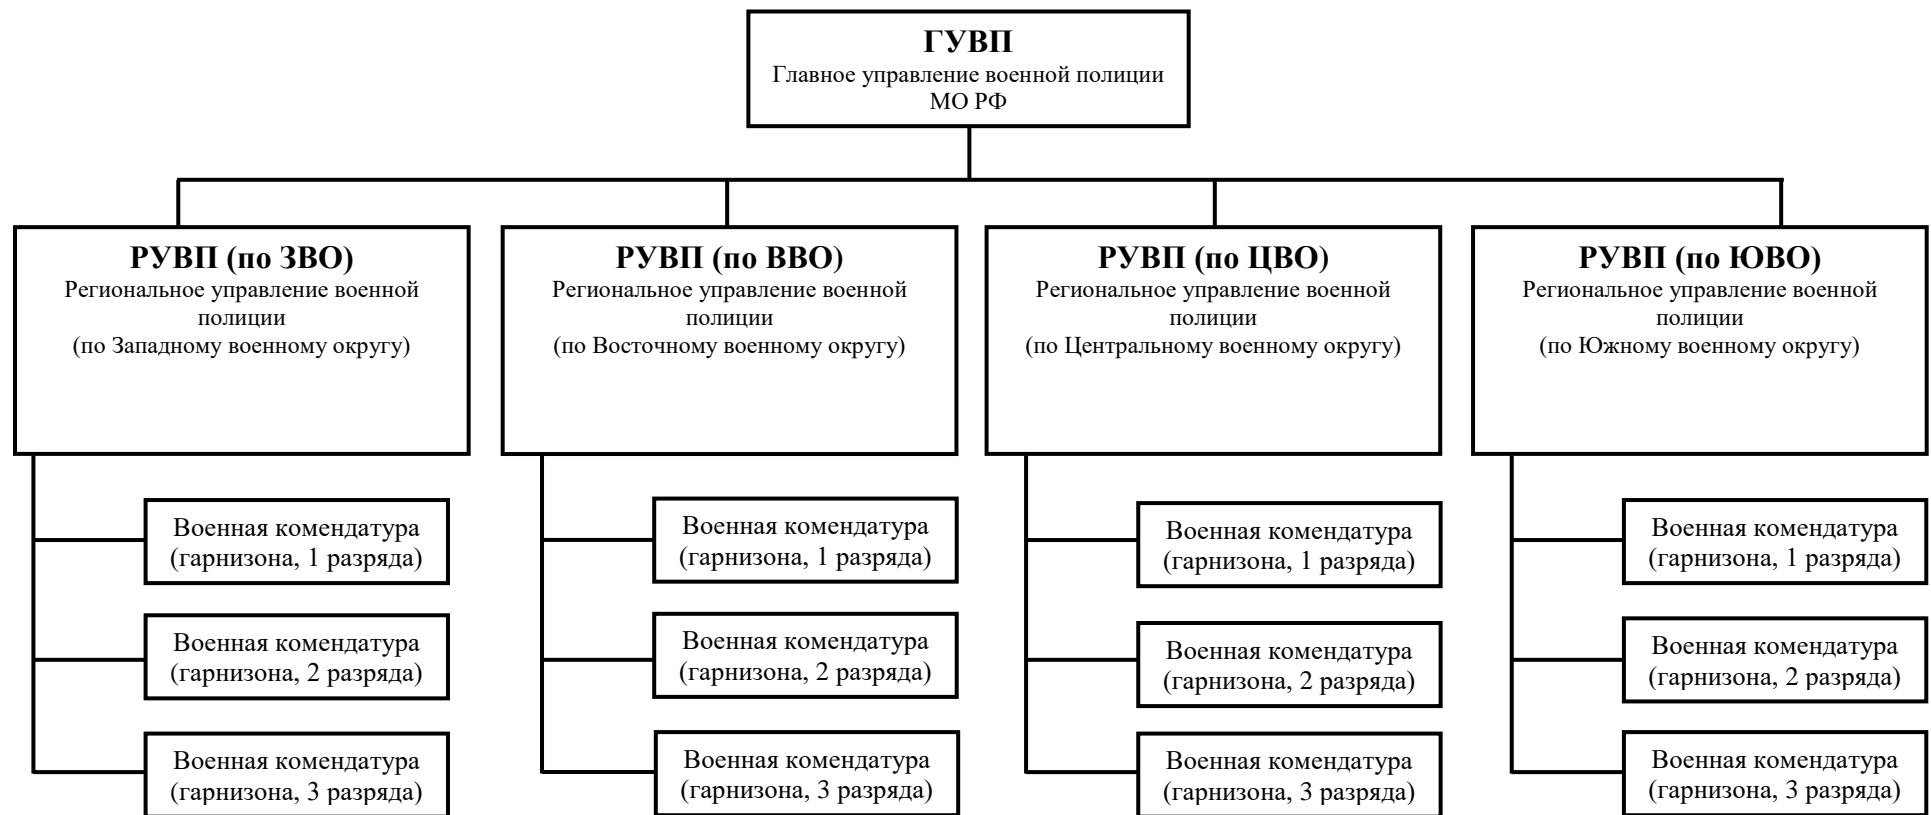 ГУВП
Главное управление военной полиции
МО РФ
РУВП (по ЗВО)
Региональное управление военной
полиции
(по Западному военному округу)
РУВП (по ВВО)
Региональное управление военной
полиции
(по Восточному военному округу)
РУВП (по ЦВО)
Региональное управление военной
полиции
(по Центральному военному округу)
РУВП (по ЮВО)
Региональное управление военной
полиции
(по Южному военному округу)
Военная комендатура
(гарнизона, 1 разряда)
Военная комендатура
(гарнизона, 1 разряда)
Военная комендатура
(гарнизона, 1 разряда)
Военная комендатура
(гарнизона, 1 разряда)
Военная комендатура
(гарнизона, 2 разряда)
Военная комендатура
(гарнизона, 2 разряда)
Военная комендатура
(гарнизона, 2 разряда)
Военная комендатура
(гарнизона, 2 разряда)
Военная комендатура
(гарнизона, 3 разряда)
Военная комендатура
(гарнизона, 3 разряда)
Военная комендатура
(гарнизона, 3 разряда)
Военная комендатура
(гарнизона, 3 разряда)